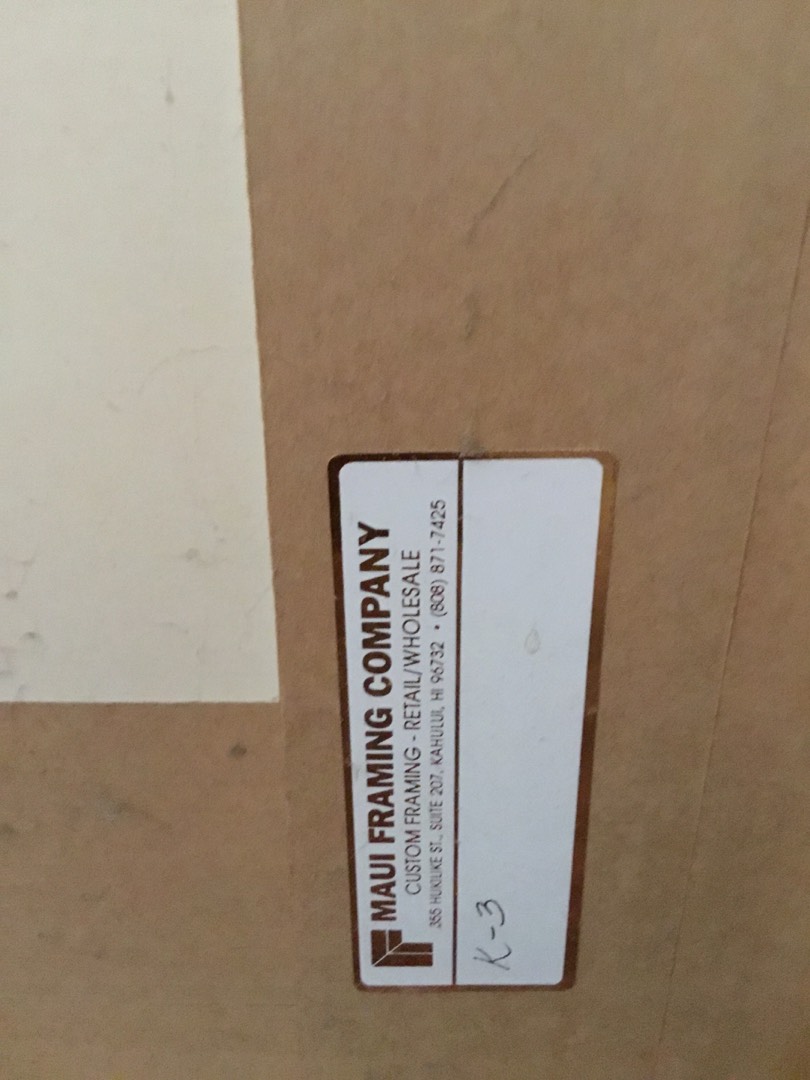 MAUI FRAMING COMPANY
CUSTOM FRAMING - RETAIL/WHOLESALE
355 HUKILIKE ST., SUITE 207, KAHULUI, HI 96732 • (808) 871-7425
K-3